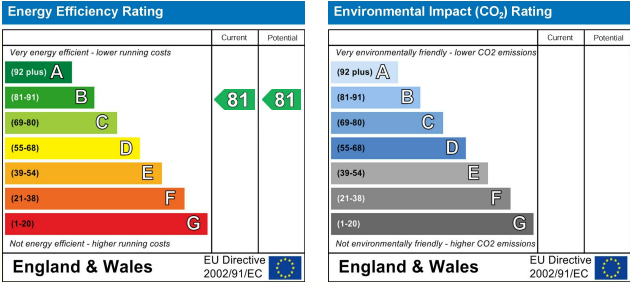 Energy Efficiency Rating
Current Potential
Very energy efficient - lower running costs
(92 plus) A
(81-91) B 81 81
(69-80) C
(55-68) D
(39-54) E
(21-38) F
(1-20) G
Not energy efficient - higher running costs
England & Wales
EU Directive
2002/91/EC
Environmental Impact (CO₂) Rating
Current Potential
Very environmentally friendly - lower CO2 emissions
(92 plus) A
(81-91) B
(69-80) C
(55-68) D
(39-54) E
(21-38) F
(1-20) G
Not environmentally friendly - higher CO2 emissions
England & Wales
EU Directive
2002/91/EC